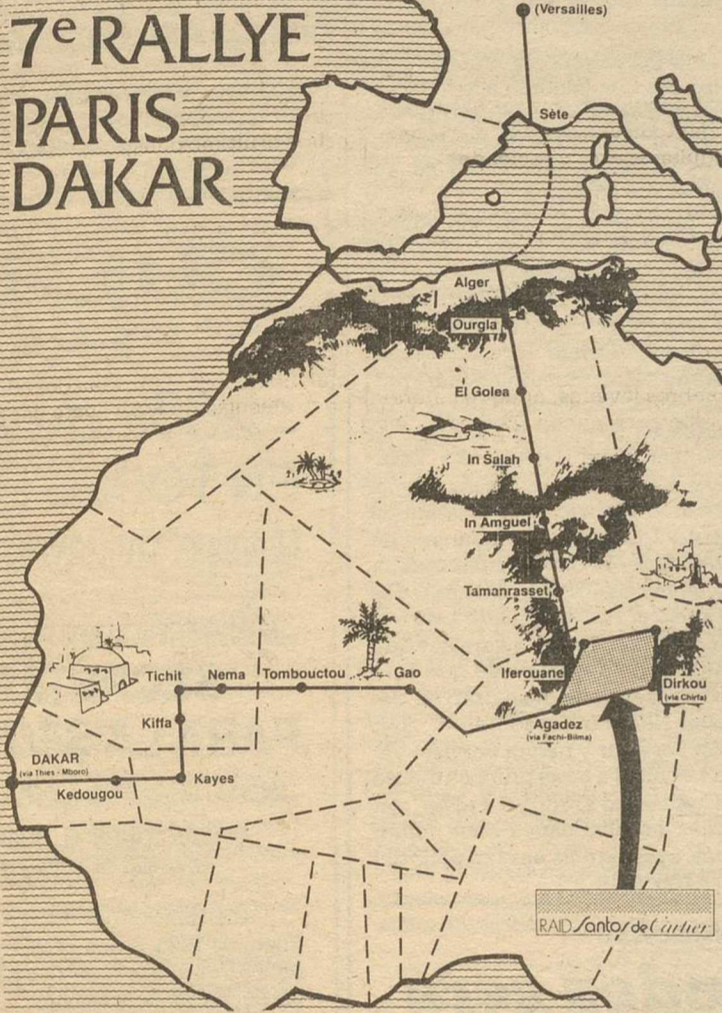 7e RALLYE
PARIS
DAKAR
(Versailles)
Sète
Alger
Ourgla
El Golea
In Salah
In Amguel
Tamanrasset
Iferouane
Dirkou
(via Chirfa)
Agadez
(via Fachi-Bilma)
Gao
Tombouctou
Nema
Tichit
Kiffa
Kayes
Kedougou
DAKAR
(via Thies - Mboro)
RAID Santos de Cartier